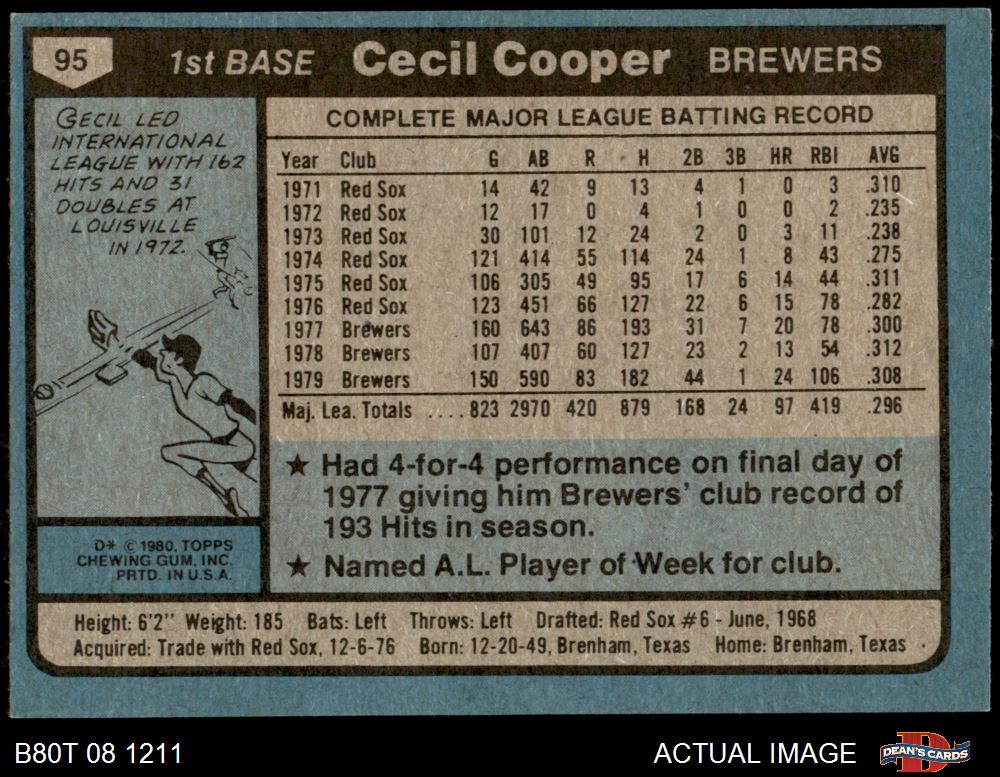 95
1st BASE Cecil Cooper BREWERS
CECIL LED
INTERNATIONAL
LEAGUE WITH 162
HITS AND 31
DOUBLES AT
LOUISVILLE
IN 1972.
D* © 1980, TOPPS
CHEWING GUM, INC.
PRTD. IN U.S.A.
COMPLETE MAJOR LEAGUE BATTING RECORD
Year Club G AB R H 2B 3B HR RBI AVG
1971 Red Sox 14 42 9 13 4 1 0 3 .310
1972 Red Sox 12 17 0 4 1 0 0 2 .235
1973 Red Sox 30 101 12 24 2 0 3 11 .238
1974 Red Sox 121 414 55 114 24 1 8 43 .275
1975 Red Sox 106 305 49 95 17 6 14 44 .311
1976 Red Sox 123 451 66 127 22 6 15 78 .282
1977 Brewers 160 643 86 193 31 7 20 78 .300
1978 Brewers 107 407 60 127 23 2 13 54 .312
1979 Brewers 150 590 83 182 44 1 24 106 .308
Maj. Lea. Totals ....823 2970 420 879 168 24 97 419 .296
★ Had 4-for-4 performance on final day of
1977 giving him Brewers' club record of
193 Hits in season.
★ Named A.L. Player of Week for club.
Height: 6'2" Weight: 185 Bats: Left Throws: Left Drafted: Red Sox #6 - June, 1968
Acquired: Trade with Red Sox, 12-6-76 Born: 12-20-49, Brenham, Texas Home: Brenham, Texas
B80T 08 1211
ACTUAL IMAGE
DEAN'S CARDS